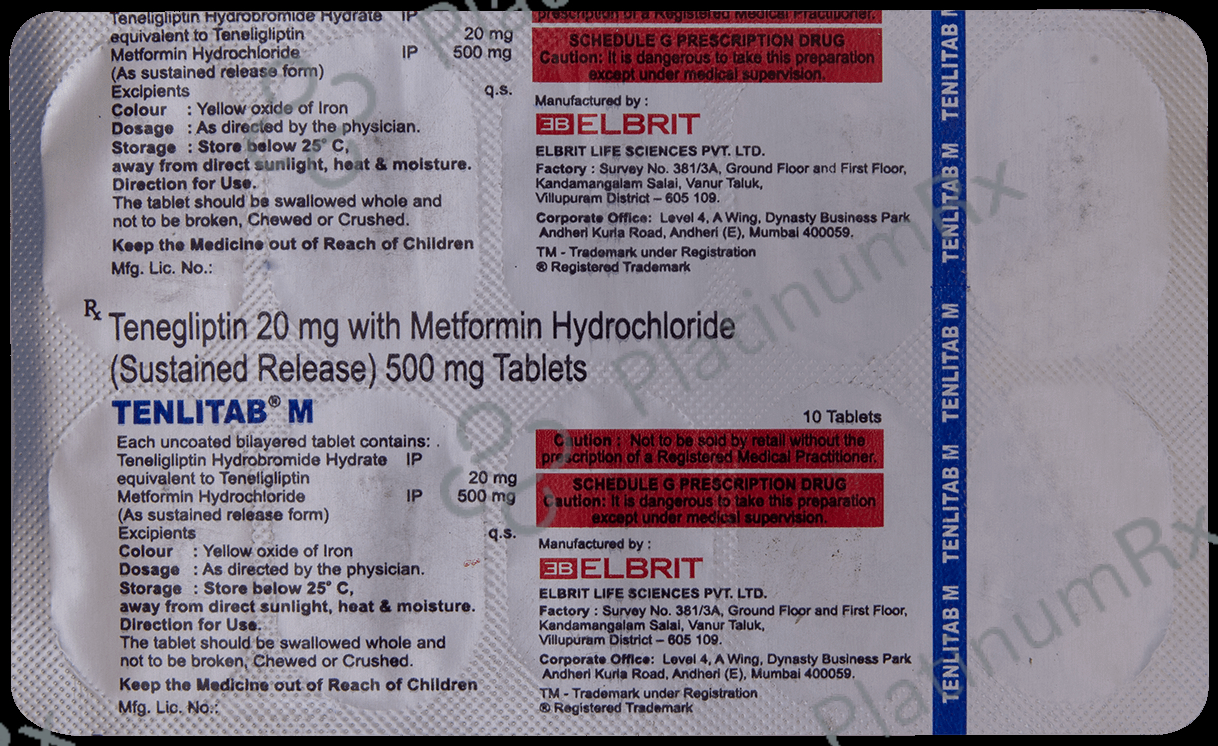 Teneligliptin Hydrobromide Hydrate IP
equivalent to Teneligliptin 20 mg
Metformin Hydrochloride IP 500 mg
(As sustained release form)
Excipients q.s.
Colour : Yellow oxide of Iron
Dosage : As directed by the physician.
Storage : Store below 25° C,
away from direct sunlight, heat & moisture.
Direction for Use.
The tablet should be swallowed whole and
not to be broken, Chewed or Crushed.
Keep the Medicine out of Reach of Children
Mfg. Lic. No.:
prescription of a Registered Medical Practitioner.
SCHEDULE G PRESCRIPTION DRUG
Caution: It is dangerous to take this preparation
except under medical supervision.
Manufactured by :
EB ELBRIT
ELBRIT LIFE SCIENCES PVT. LTD.
Factory : Survey No. 381/3A, Ground Floor and First Floor,
Kandamangalam Salai, Vanur Taluk,
Villupuram District – 605 109.
Corporate Office: Level 4, A Wing, Dynasty Business Park
Andheri Kurla Road, Andheri (E), Mumbai 400059.
TM - Trademark under Registration
® Registered Trademark
Rx Tenegliptin 20 mg with Metformin Hydrochloride
(Sustained Release) 500 mg Tablets
TENLITAB® M
10 Tablets
Each uncoated bilayered tablet contains:
Teneligliptin Hydrobromide Hydrate IP
equivalent to Teneligliptin 20 mg
Metformin Hydrochloride IP 500 mg
(As sustained release form)
Excipients q.s.
Colour : Yellow oxide of Iron
Dosage : As directed by the physician.
Storage : Store below 25° C,
away from direct sunlight, heat & moisture.
Direction for Use.
The tablet should be swallowed whole and
not to be broken, Chewed or Crushed.
Keep the Medicine out of Reach of Children
Mfg. Lic. No.:
Caution : Not to be sold by retail without the
prescription of a Registered Medical Practitioner.
SCHEDULE G PRESCRIPTION DRUG
Caution: It is dangerous to take this preparation
except under medical supervision.
Manufactured by :
EB ELBRIT
ELBRIT LIFE SCIENCES PVT. LTD.
Factory : Survey No. 381/3A, Ground Floor and First Floor,
Kandamangalam Salai, Vanur Taluk,
Villupuram District – 605 109.
Corporate Office: Level 4, A Wing, Dynasty Business Park
Andheri Kurla Road, Andheri (E), Mumbai 400059.
TM - Trademark under Registration
® Registered Trademark
TENLITAB M
TENLITAB M
TENLITAB M
TENLITAB M
TENLITAB M
PlatinumRx
PlatinumRx